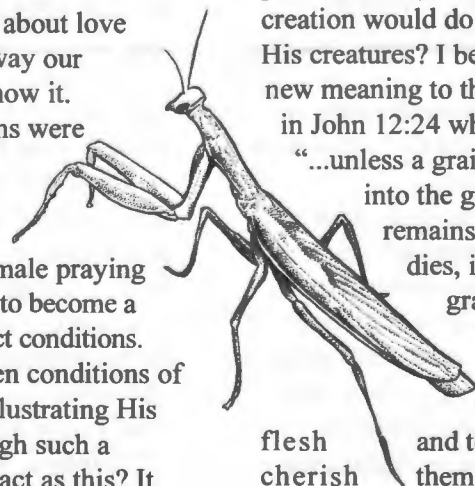 about love
way our
now it.
ns were
male praying
to become a
ct conditions.
en conditions of
llustrating His
gh such a
act as this? It
creation would do
His creatures? I be
new meaning to th
in John 12:24 wh
“...unless a grai
into the g
remains
dies, i
gra
flesh and to
cherish them